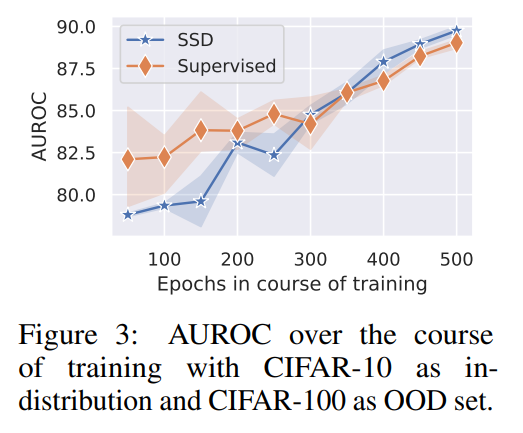 90.0
87.5
85.0
82.5
80.0
AUROC
SSD
Supervised
100
200
300
400
500
Epochs in course of training
Figure 3: AUROC over the course
of training with CIFAR-10 as in-
distribution and CIFAR-100 as OOD set.